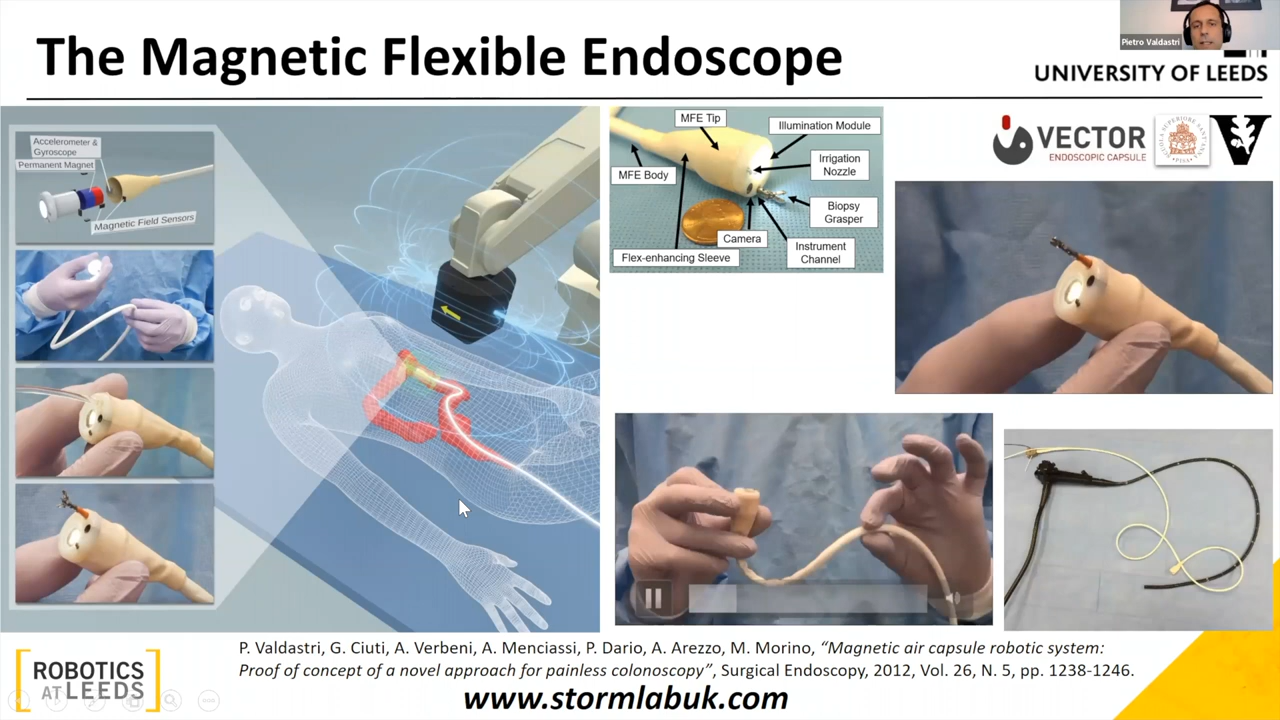 The Magnetic Flexible Endoscope
Pietro Valdastri
UNIVERSITY OF LEEDS
Accelerometer &
Gyroscope
Permanent Magnet
Magnetic Field Sensors
MFE Tip
Illumination Module
Irrigation
Nozzle
MFE Body
Biopsy
Grasper
Camera
Instrument
Channel
Flex-enhancing Sleeve
VECTOR
ENDOSCOPIC CAPSULE
V
P. Valdastri, G. Ciuti, A. Verbeni, A. Menciassi, P. Dario, A. Arezzo, M. Morino, “Magnetic air capsule robotic system:
Proof of concept of a novel approach for painless colonoscopy”, Surgical Endoscopy, 2012, Vol. 26, N. 5, pp. 1238-1246.
ROBOTICS
AT LEEDS
www.stormlabuk.com